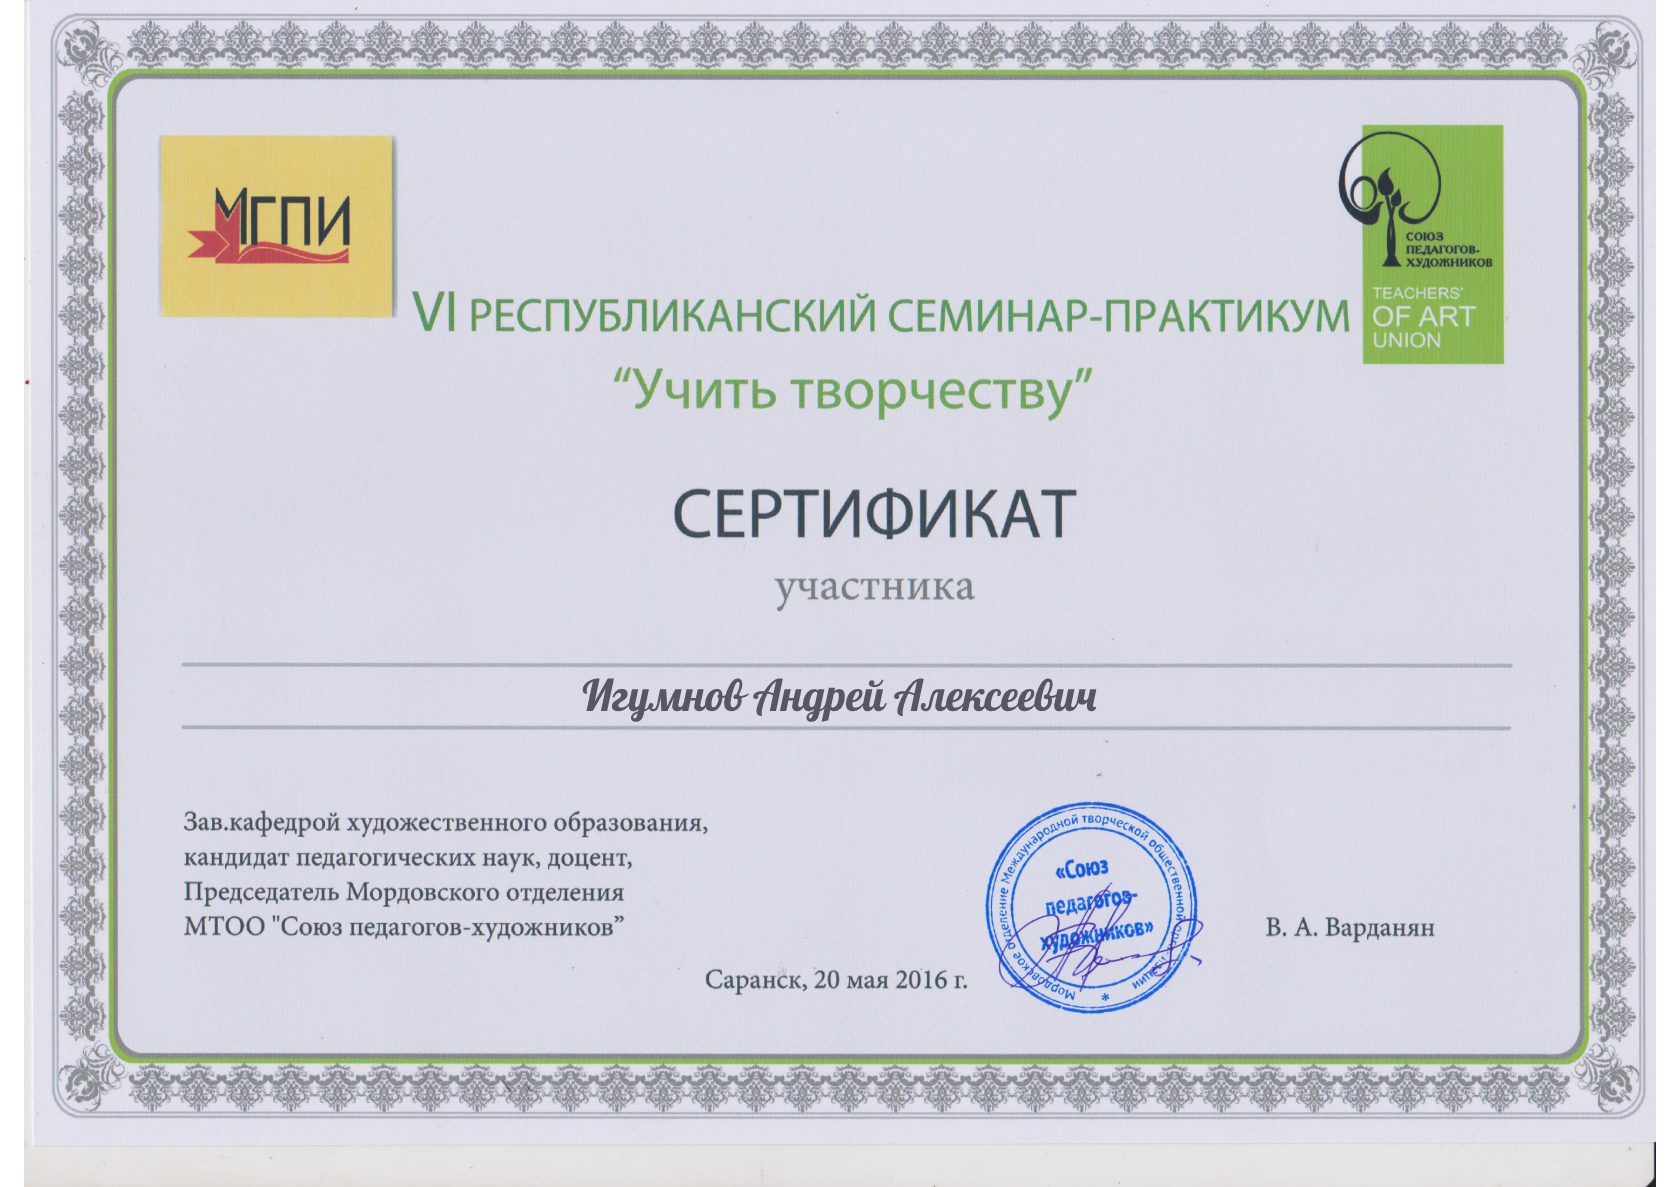 МГПИ
СОЮЗ
ПЕДАГОГОВ-
ХУДОЖНИКОВ
TEACHERS'
OF ART
UNION
VI РЕСПУБЛИКАНСКИЙ СЕМИНАР-ПРАКТИКУМ
“Учить творчеству”
СЕРТИФИКАТ
участника
Игумнов Андрей Алексеевич
Зав.кафедрой художественного образования,
кандидат педагогических наук, доцент,
Председатель Мордовского отделения
МТОО "Союз педагогов-художников”
Мордовское отделение Международной творческой общественной
«Союз
педагогов-
художников»
В. А. Варданян
Саранск, 20 мая 2016 г.